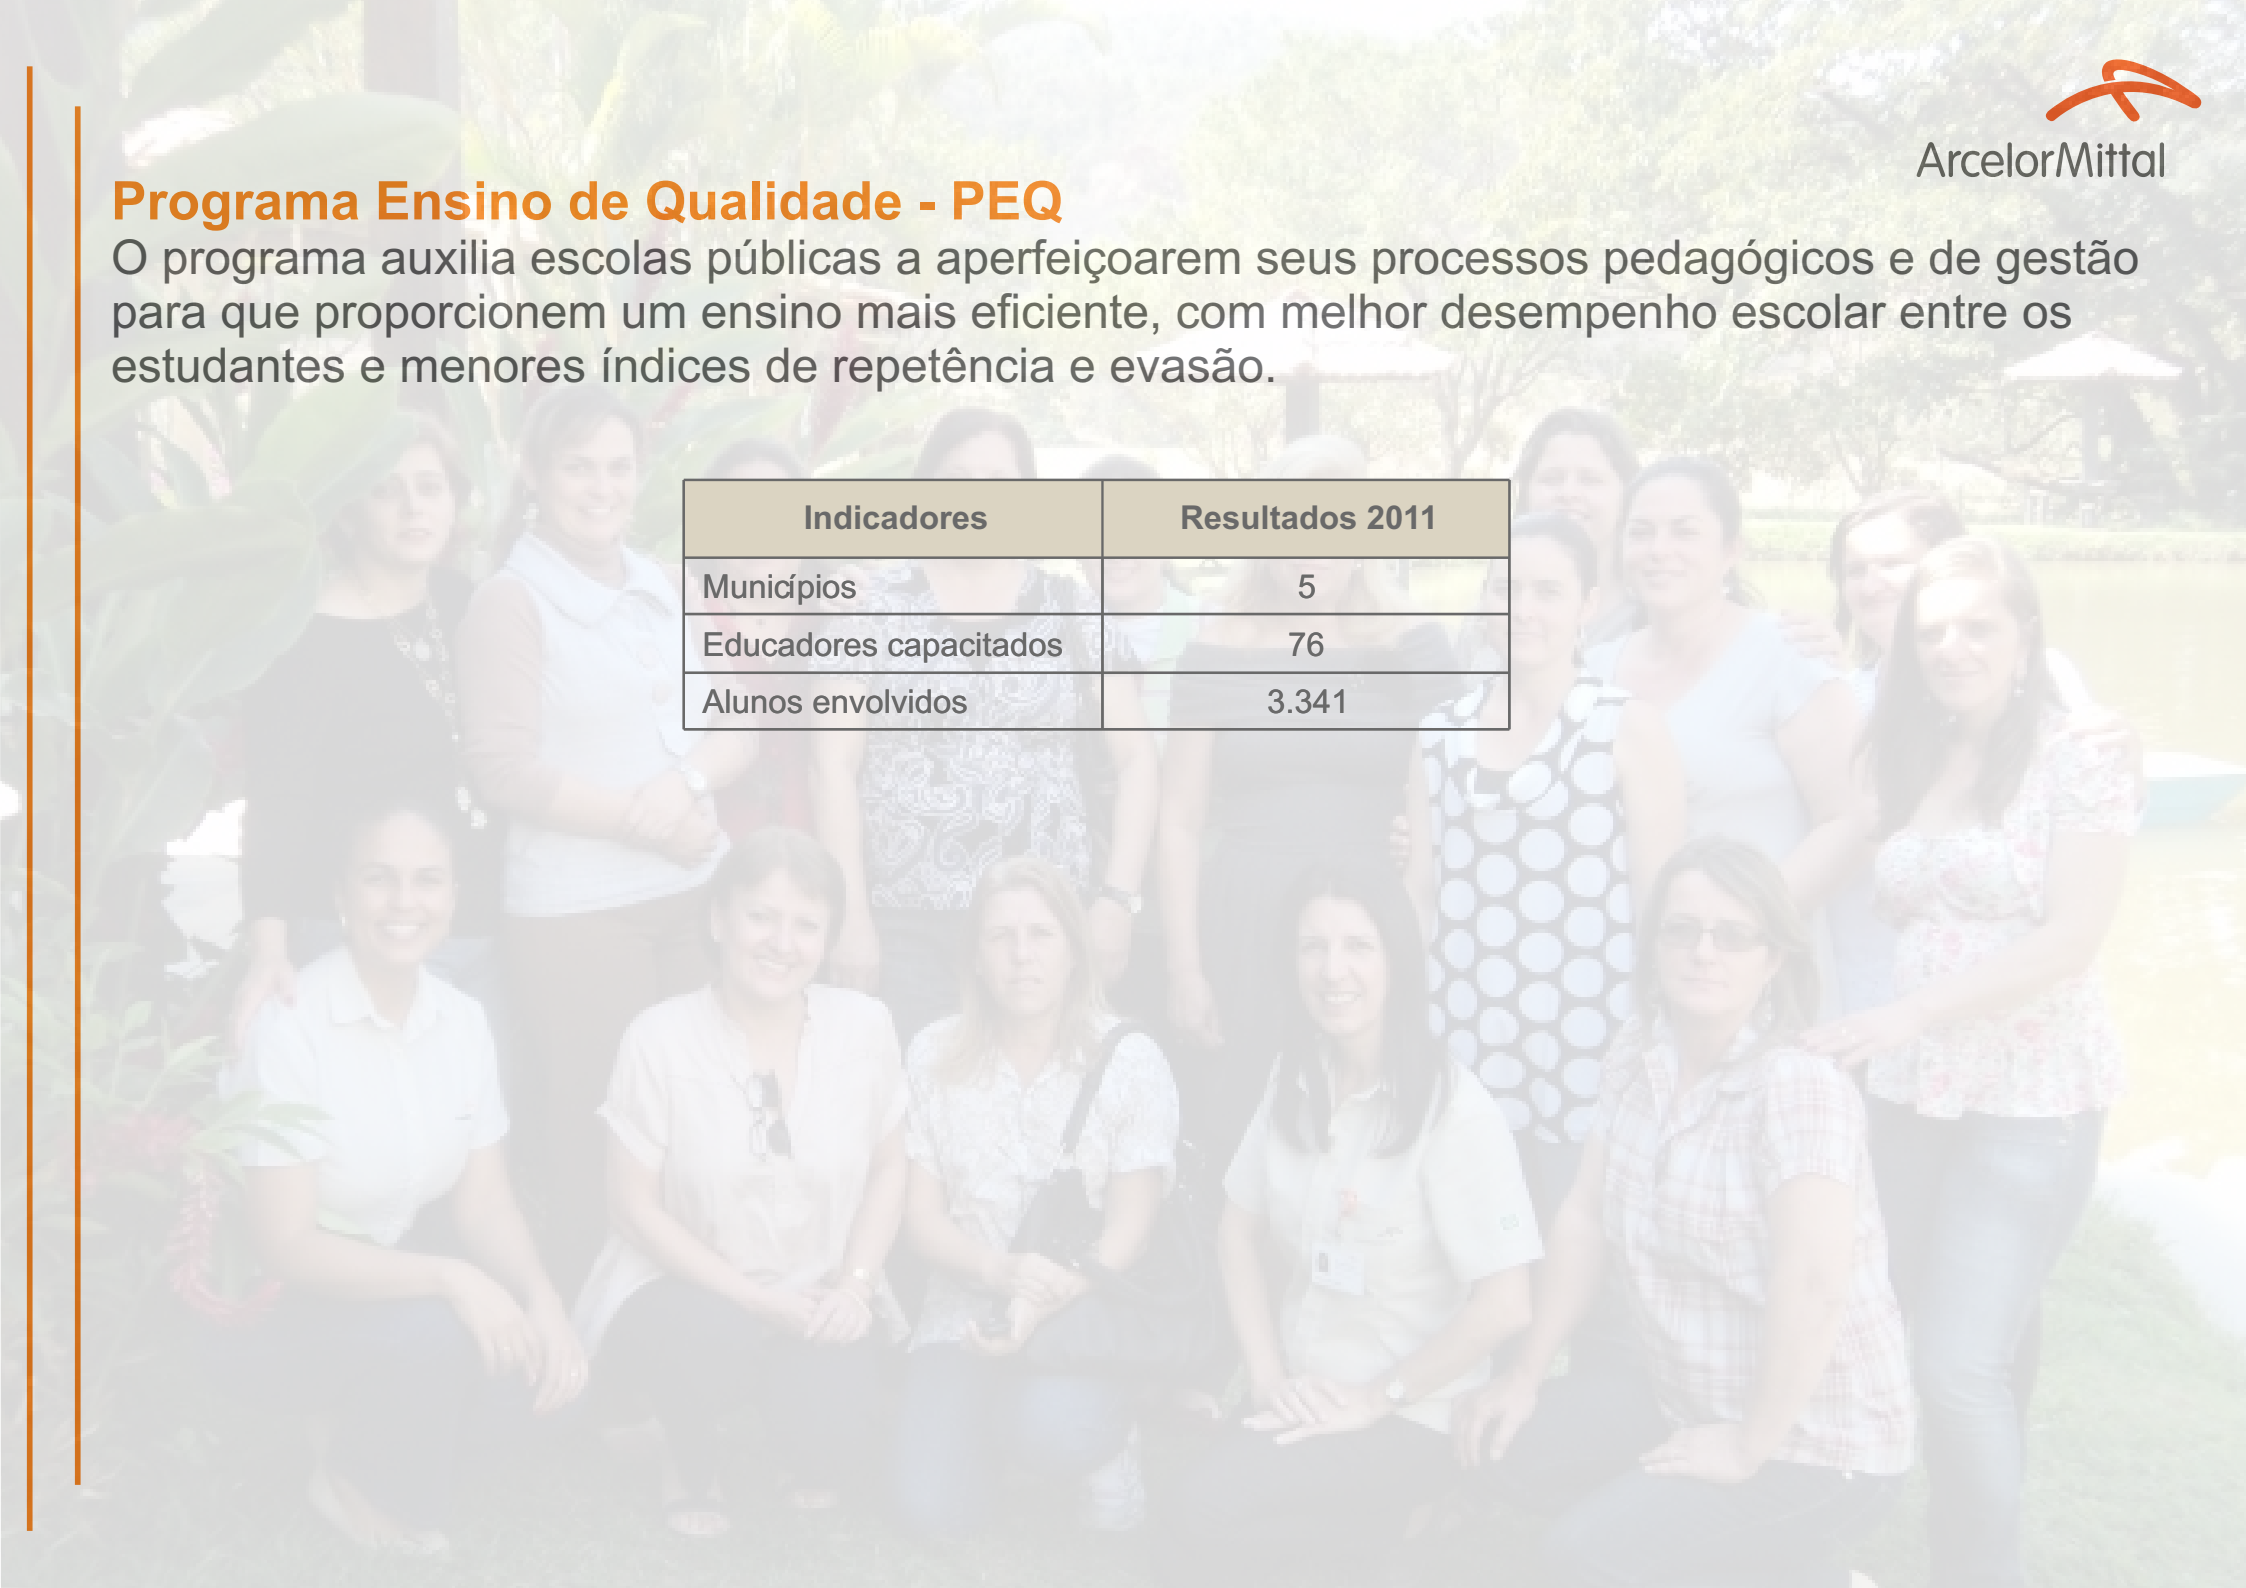 ArcelorMittal
Programa Ensino de Qualidade - PEQ
O programa auxilia escolas públicas a aperfeiçoarem seus processos pedagógicos e de gestão
para que proporcionem um ensino mais eficiente, com melhor desempenho escolar entre os
estudantes e menores índices de repetência e evasão.
Indicadores Resultados 2011
Municípios 5
Educadores capacitados 76
Alunos envolvidos 3.341